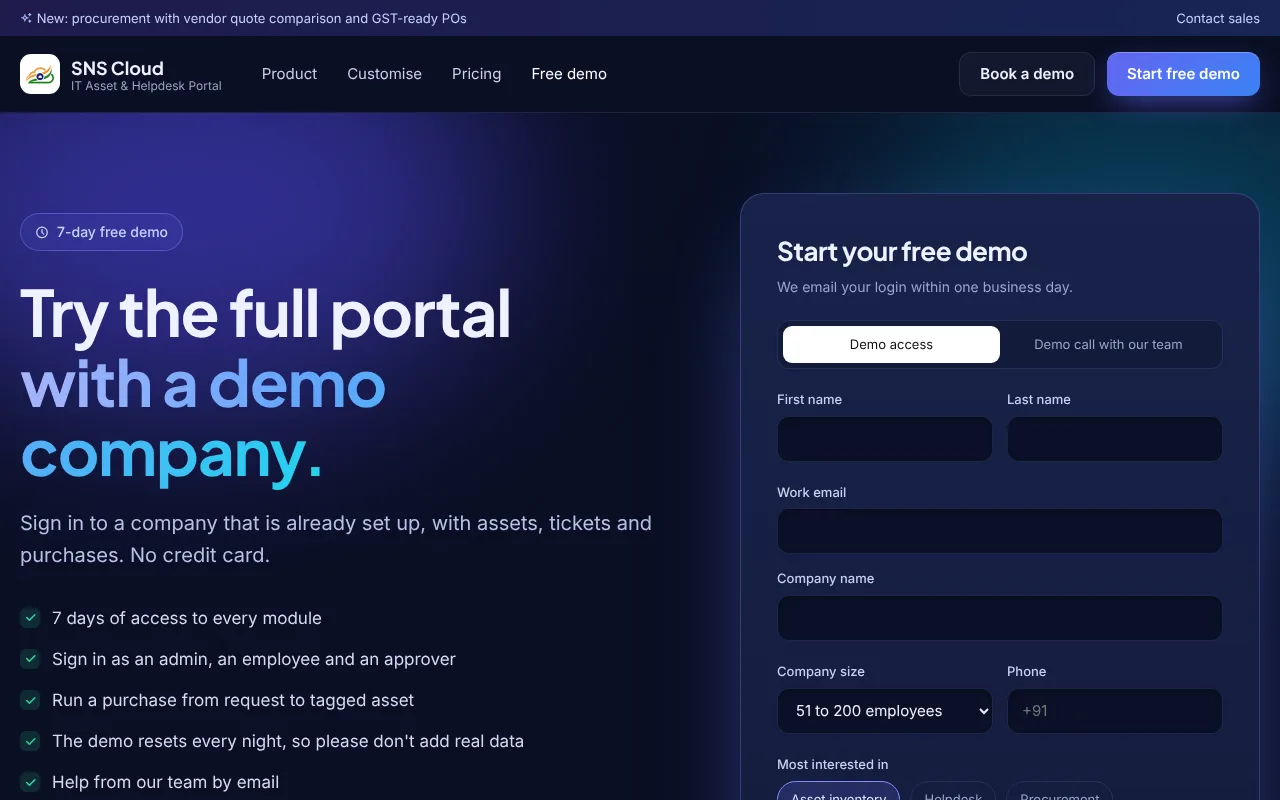 New: procurement with vendor quote comparison and GST-ready POs
Contact sales
SNS Cloud
IT Asset & Helpdesk Portal
Product
Customise
Pricing
Free demo
Book a demo
Start free demo
7-day free demo
Try the full portal
with a demo
company.
Sign in to a company that is already set up, with assets, tickets and
purchases. No credit card.
7 days of access to every module
Sign in as an admin, an employee and an approver
Run a purchase from request to tagged asset
The demo resets every night, so please don't add real data
Help from our team by email
Start your free demo
We email your login within one business day.
Demo access
Demo call with our team
First name
Last name
Work email
Company name
Company size
Phone
51 to 200 employees
+91
Most interested in
Asset inventory
Helpdesk
Procurement